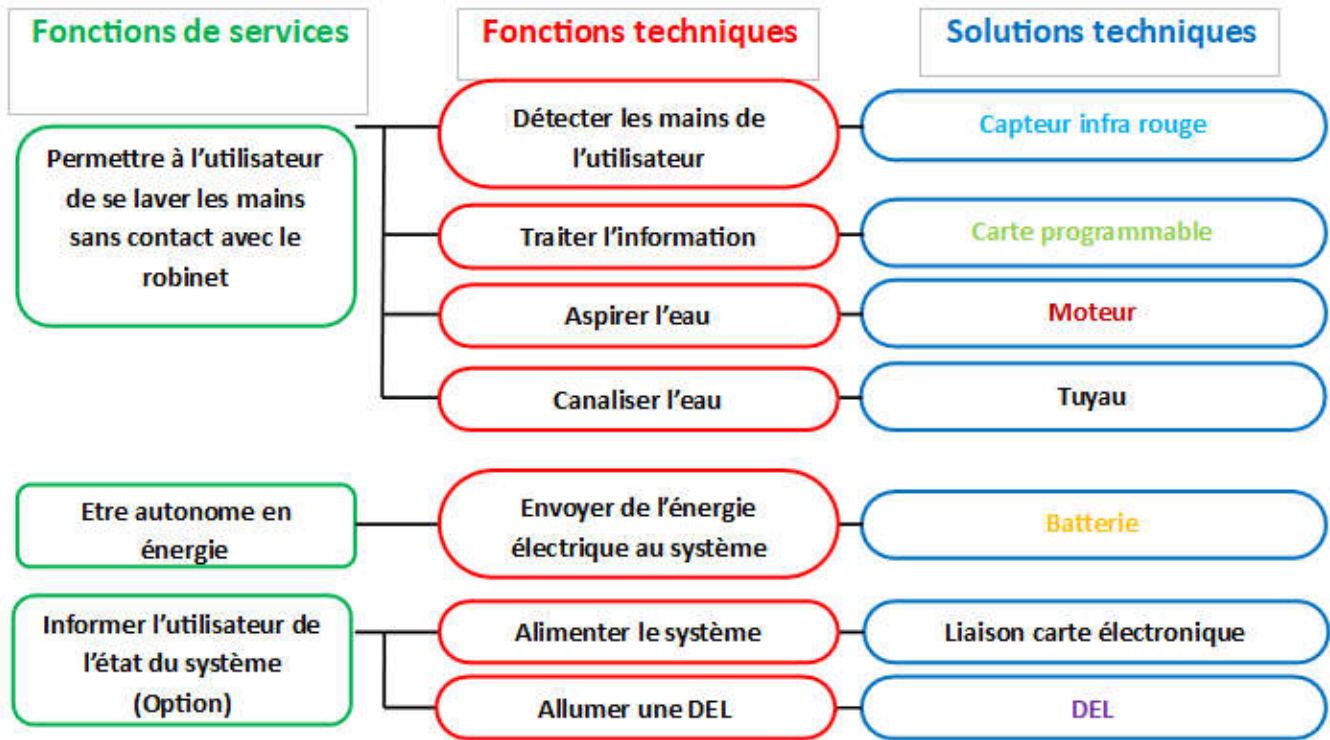 Fonctions de services
Fonctions techniques
Solutions techniques
Permettre à l’utilisateur
de se laver les mains
sans contact avec le
robinet
Détecter les mains de
l’utilisateur
Capteur infra rouge
Traiter l’information
Carte programmable
Aspirer l’eau
Moteur
Canaliser l’eau
Tuyau
Etre autonome en
énergie
Envoyer de l’énergie
électrique au système
Batterie
Informer l’utilisateur de
l’état du système
(Option)
Alimenter le système
Liaison carte électronique
Allumer une DEL
DEL